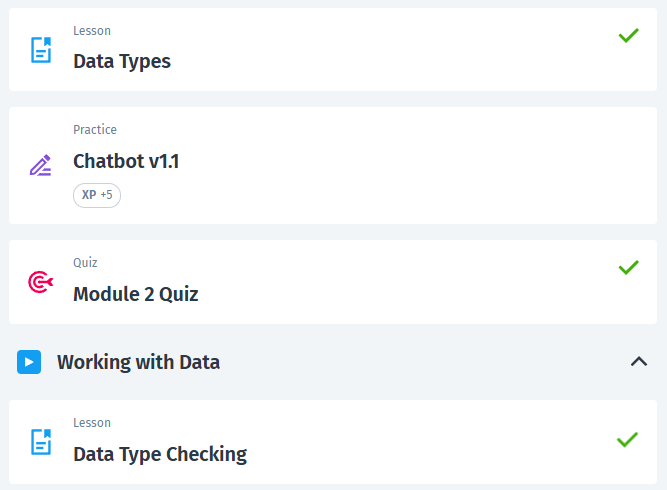 Lesson
Data Types
Practice
Chatbot v1.1
XP +5
Quiz
Module 2 Quiz
Working with Data
Lesson
Data Type Checking